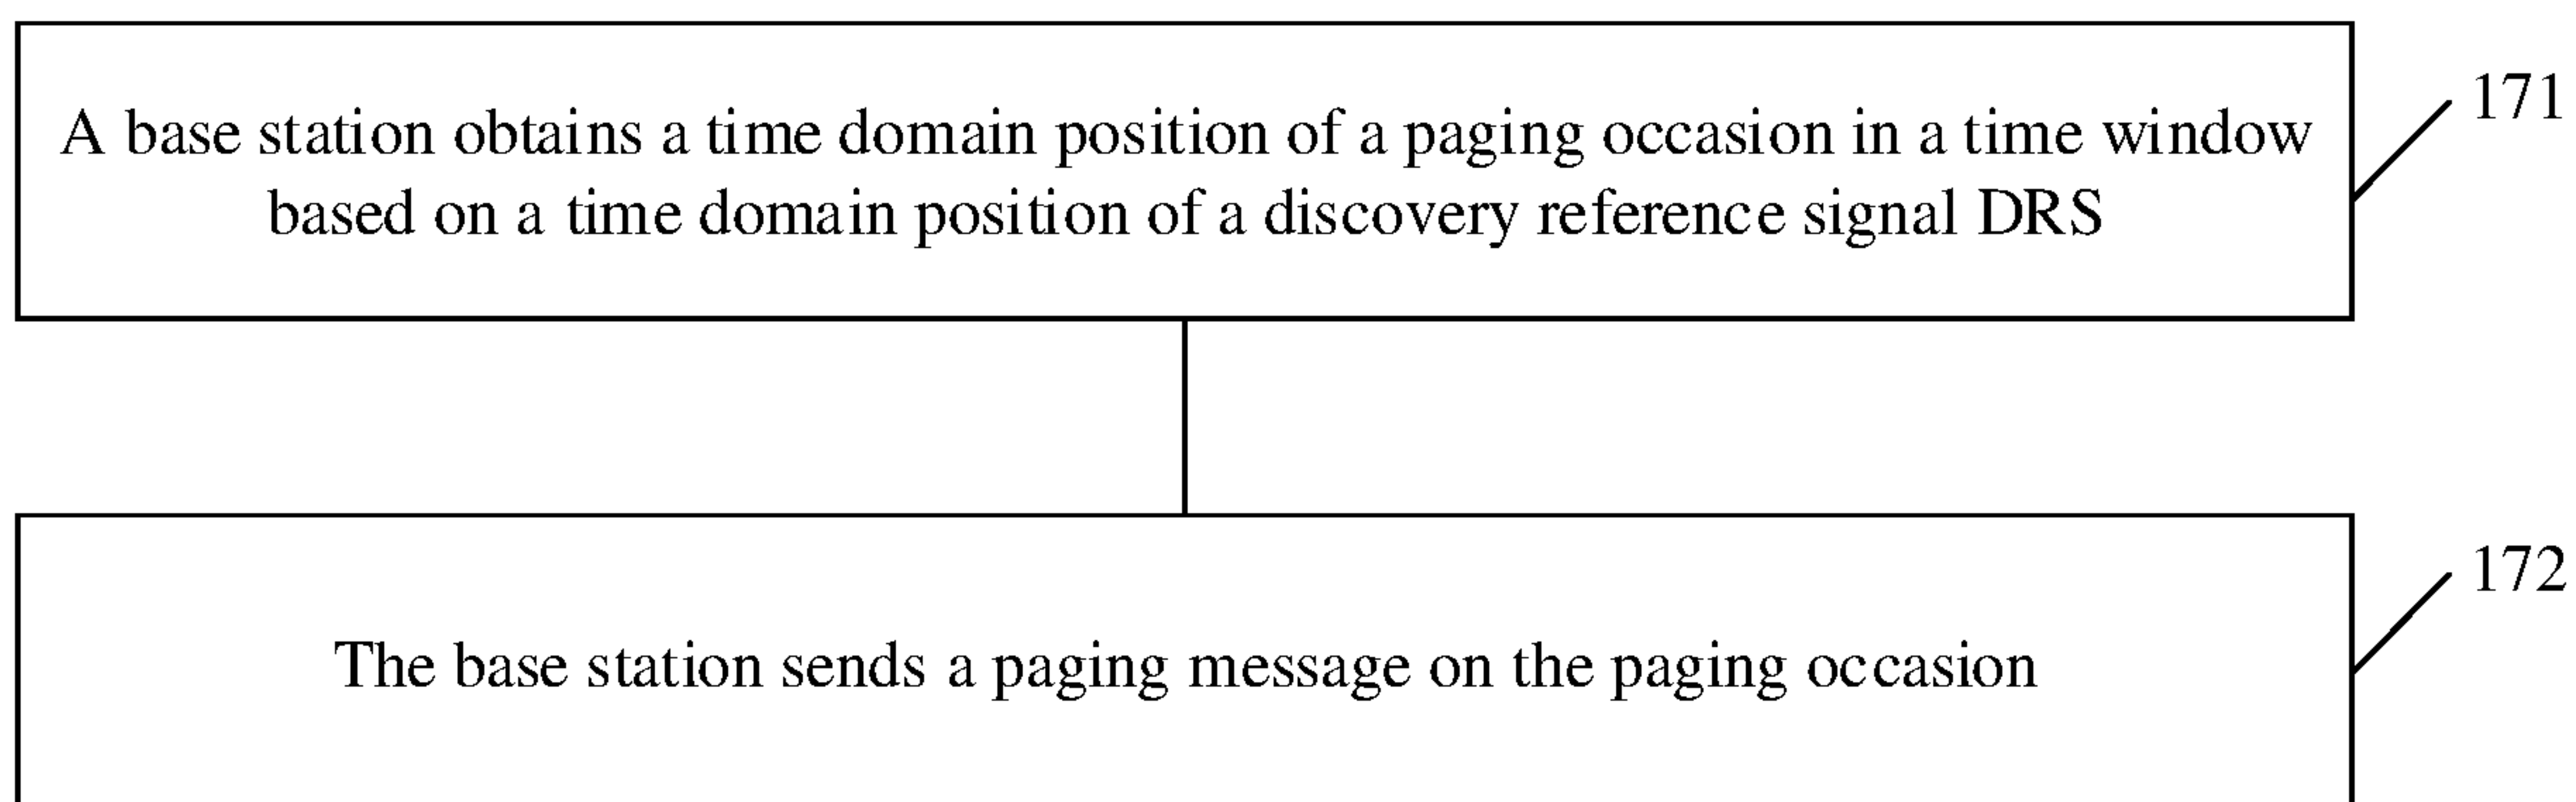 A base station obtains a time domain position of a paging occasion in a time window
based on a time domain position of a discovery reference signal DRS
171
The base station sends a paging message on the paging occasion
172